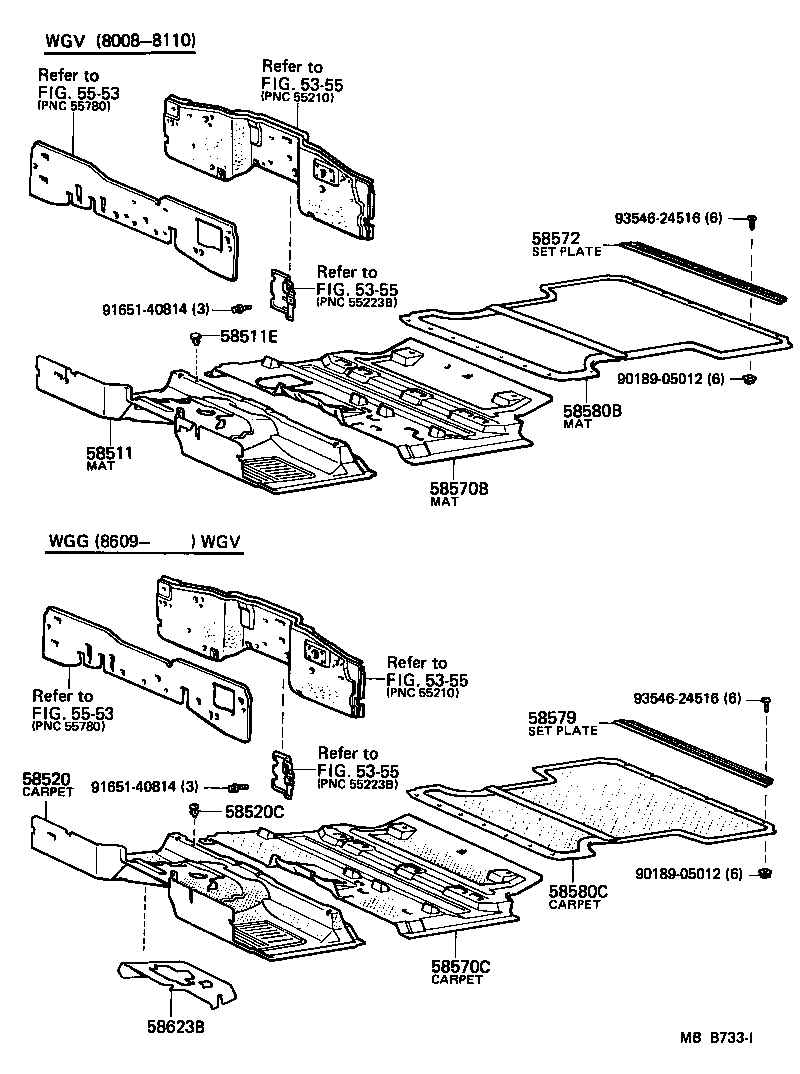 WGV (8008-8110)
Refer to
FIG. 55-53
(PNC 55780)
Refer to
FIG. 53-55
(PNC 55210)
93546-24516 (6)
58572
SET PLATE
Refer to
FIG. 53-55
(PNC 55223B)
91651-40814 (3)
58511E
90189-05012 (6)
58580B
MAT
58511
MAT
58570B
MAT
WGG (8609- ) WGV
Refer to
FIG. 53-55
(PNC 55210)
Refer to
FIG. 55-53
(PNC 55780)
93546-24516 (6)
58579
SET PLATE
Refer to
FIG. 53-55
(PNC 55223B)
58520
CARPET
91651-40814 (3)
58520C
90189-05012 (6)
58580C
CARPET
58570C
CARPET
58623B
MB B733-I